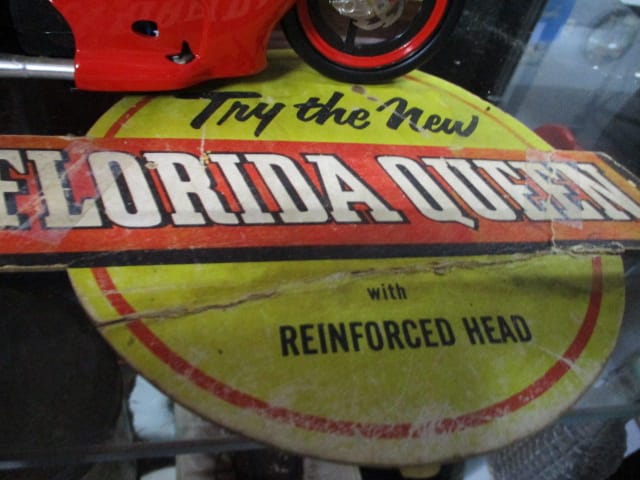 Try the New
FLORIDA QUEEN
with
REINFORCED HEAD